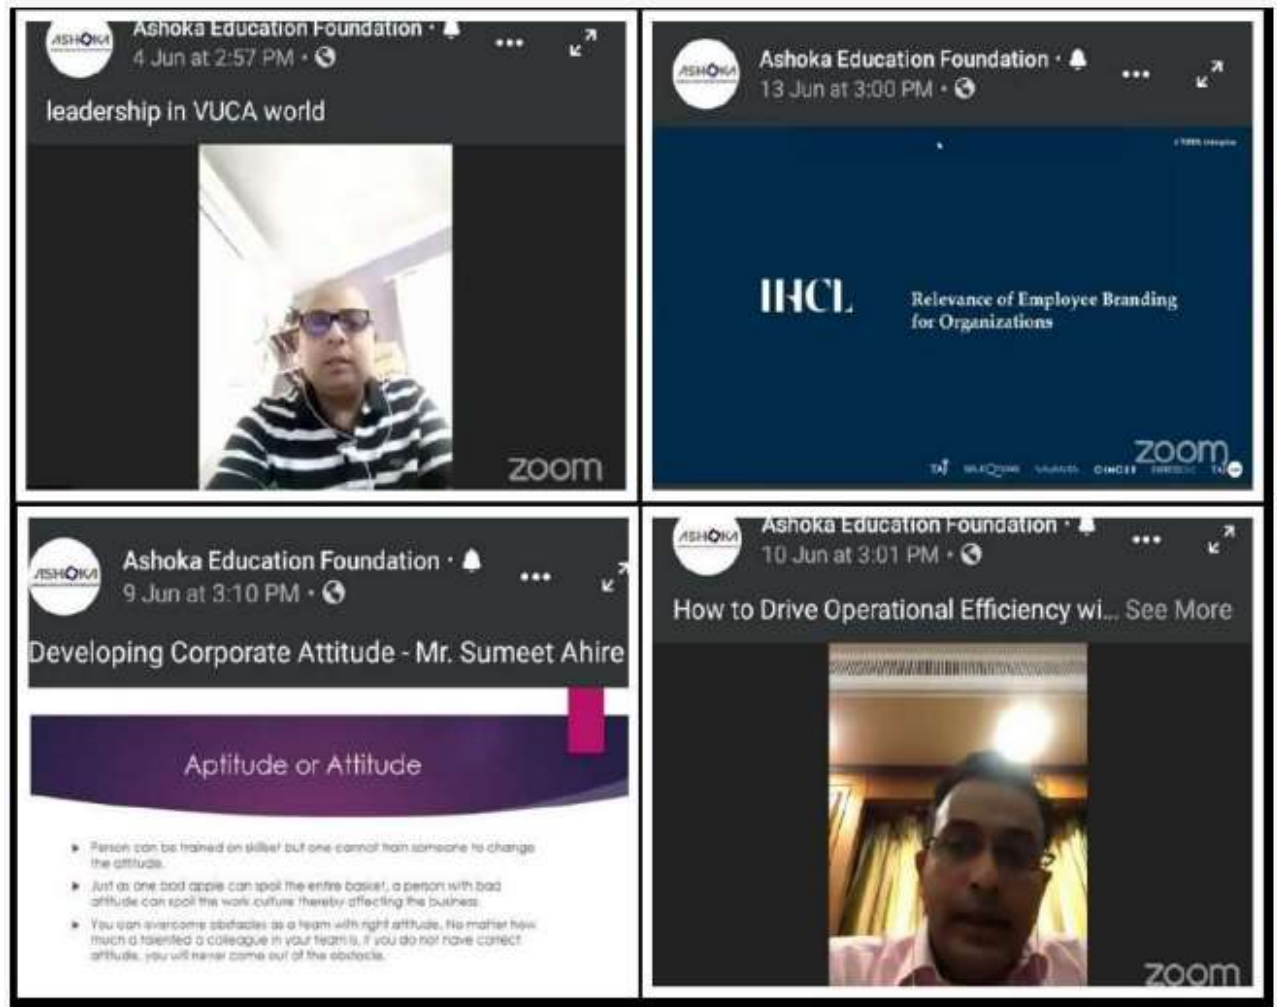 ASHOKA
Ashoka Education Foundation ·
4 Jun at 2:57 PM ·
leadership in VUCA world
zoom
ASHOKA
Ashoka Education Foundation ·
13 Jun at 3:00 PM ·
IHCL
Relevance of Employee Branding
for Organizations
zoom
TAJ
GINGER
ASHOKA
Ashoka Education Foundation ·
9 Jun at 3:10 PM ·
Developing Corporate Attitude - Mr. Sumeet Ahire
Aptitude or Attitude
Person can be trained on skillset but one cannot train someone to change
the attitude.
Just as one bad apple can spoil the entire basket, a person with bad
attitude can spoil the work culture thereby affecting the business
You can overcome obstacles as a team with right attitude. No matter how
much a talented a colleague in your team is, if you do not have correct
attitude, you will never come out of the obstacle.
ASHOKA
Ashoka Education Foundation ·
10 Jun at 3:01 PM ·
How to Drive Operational Efficiency wi... See More
zoom